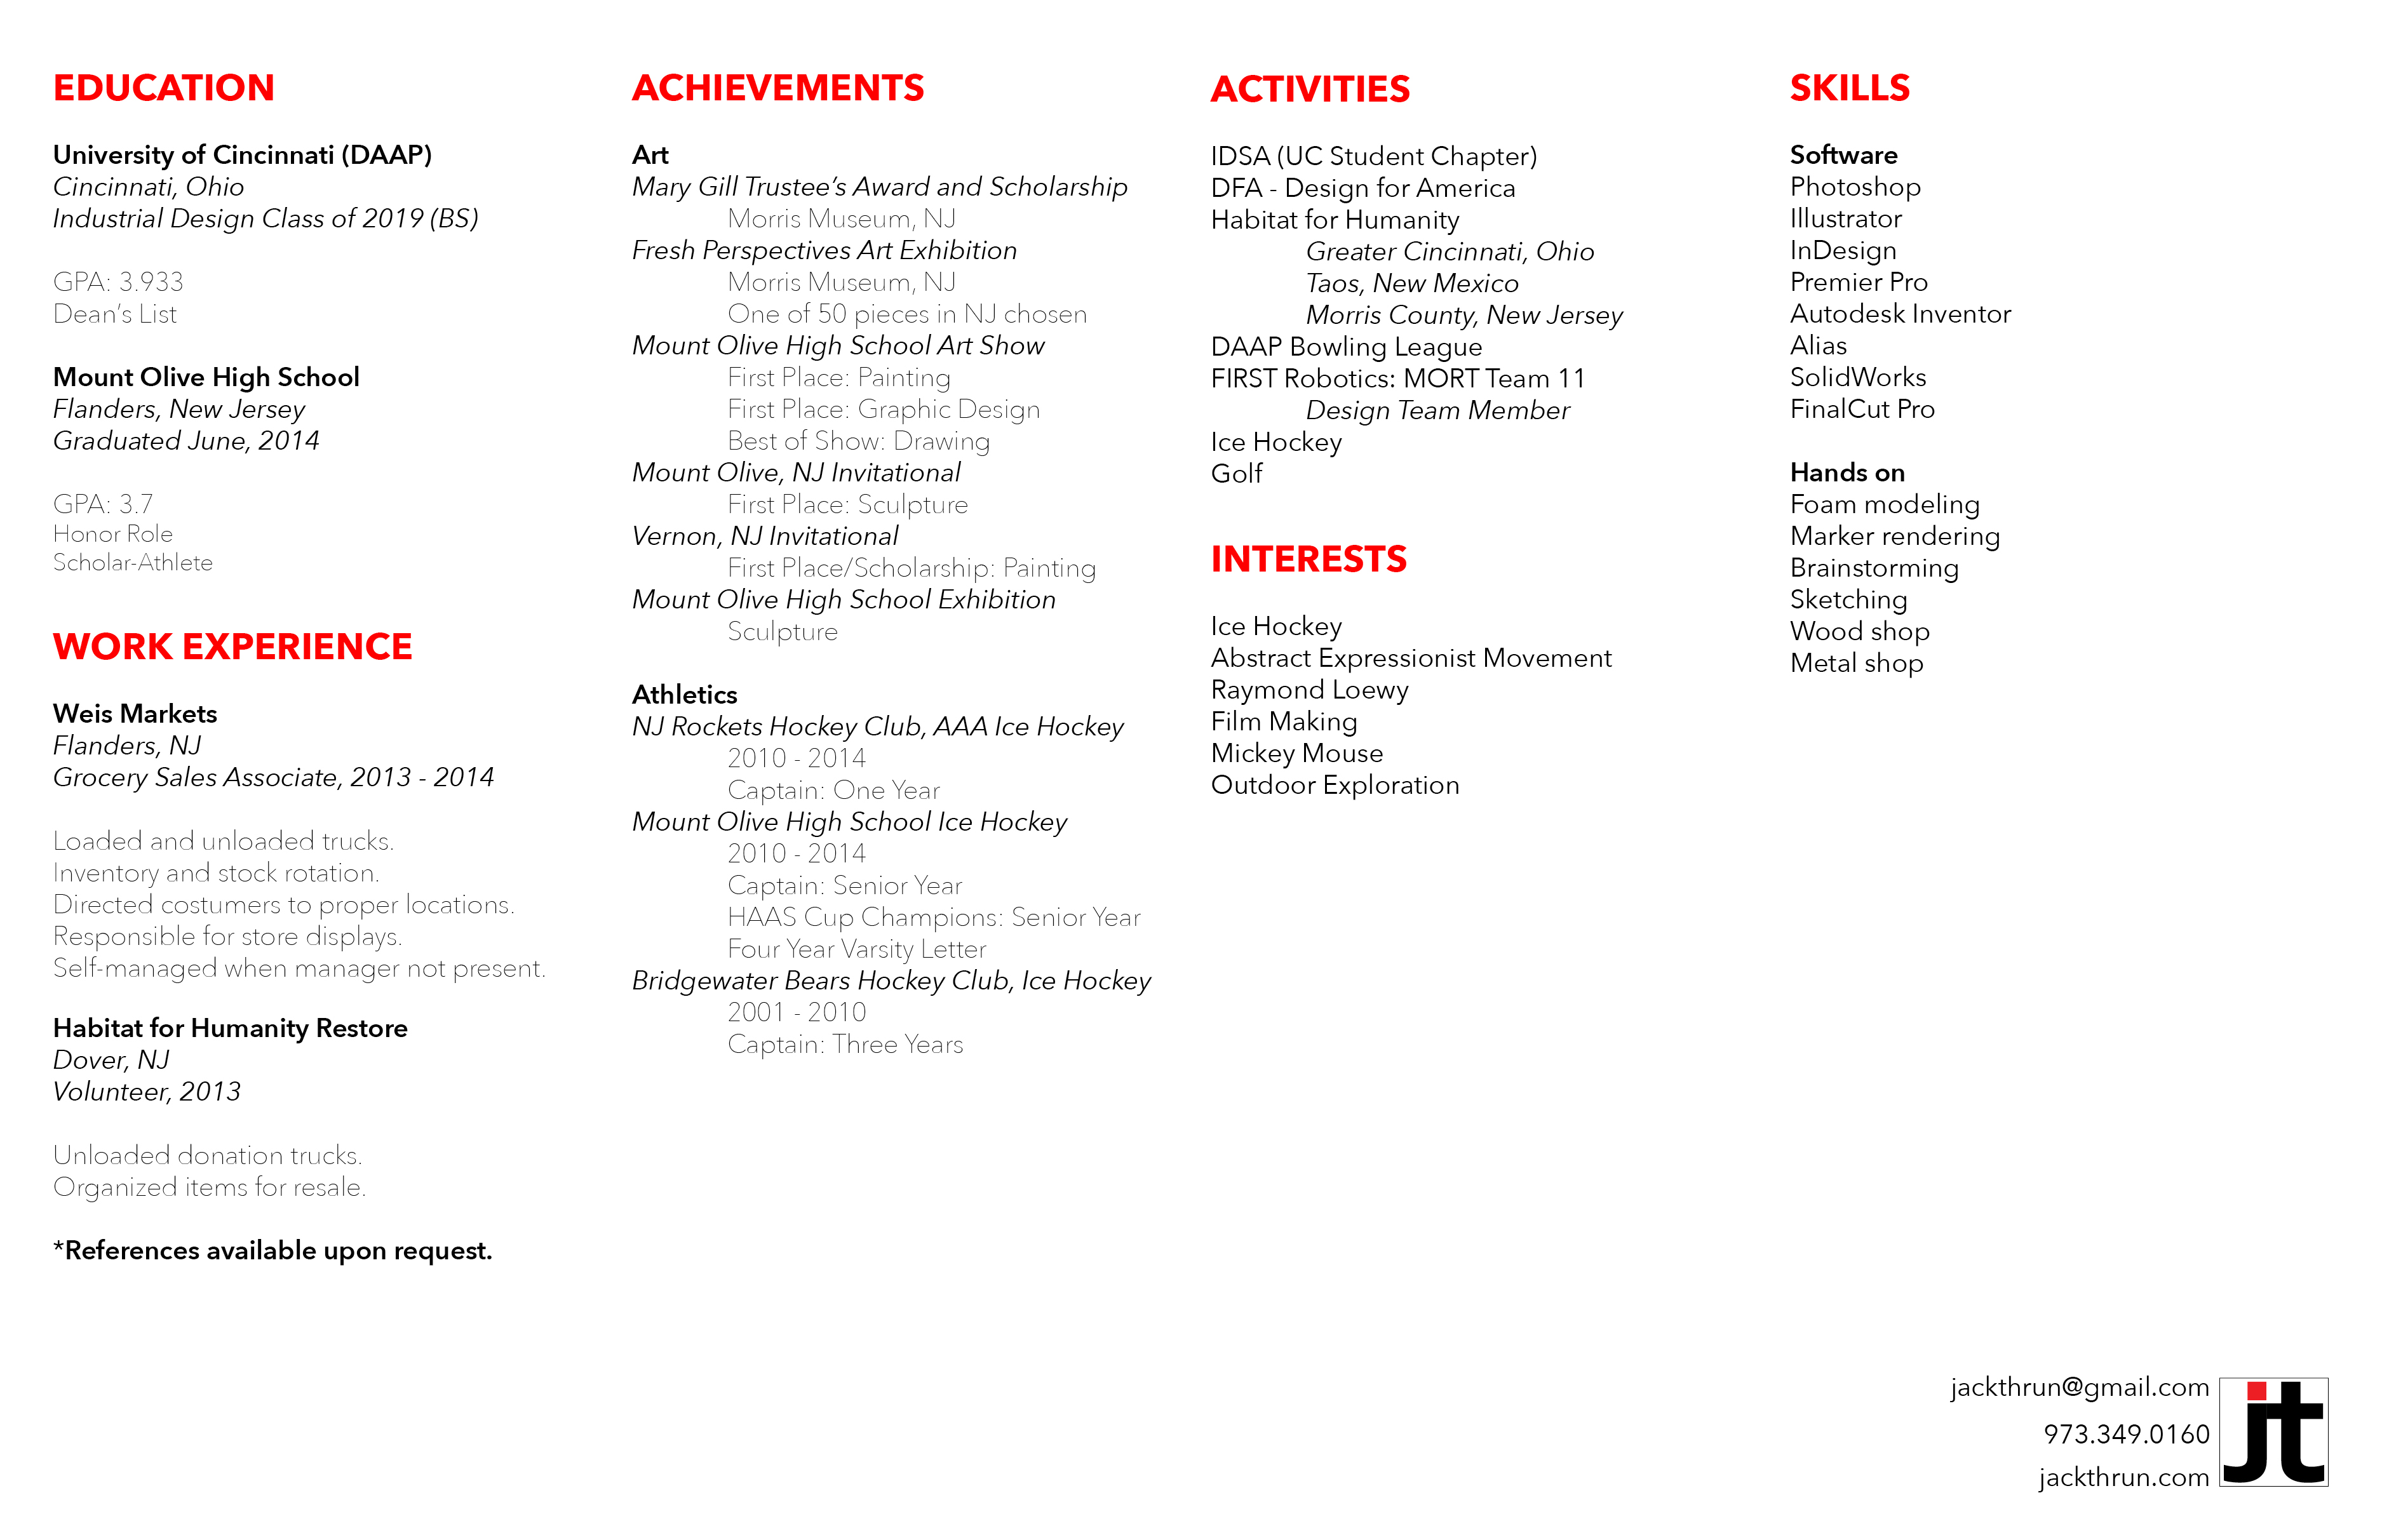 EDUCATION
University of Cincinnati (DAAP)
Cincinnati, Ohio
Industrial Design Class of 2019 (BS)
GPA: 3.933
Dean’s List
Mount Olive High School
Flanders, New Jersey
Graduated June, 2014
GPA: 3.7
Honor Role
Scholar-Athlete
WORK EXPERIENCE
Weis Markets
Flanders, NJ
Grocery Sales Associate, 2013 - 2014
Loaded and unloaded trucks.
Inventory and stock rotation.
Directed costumers to proper locations.
Responsible for store displays.
Self-managed when manager not present.
Habitat for Humanity Restore
Dover, NJ
Volunteer, 2013
Unloaded donation trucks.
Organized items for resale.
*References available upon request.
ACHIEVEMENTS
Art
Mary Gill Trustee’s Award and Scholarship
Morris Museum, NJ
Fresh Perspectives Art Exhibition
Morris Museum, NJ
One of 50 pieces in NJ chosen
Mount Olive High School Art Show
First Place: Painting
First Place: Graphic Design
Best of Show: Drawing
Mount Olive, NJ Invitational
First Place: Sculpture
Vernon, NJ Invitational
First Place/Scholarship: Painting
Mount Olive High School Exhibition
Sculpture
Athletics
NJ Rockets Hockey Club, AAA Ice Hockey
2010 - 2014
Captain: One Year
Mount Olive High School Ice Hockey
2010 - 2014
Captain: Senior Year
HAAS Cup Champions: Senior Year
Four Year Varsity Letter
Bridgewater Bears Hockey Club, Ice Hockey
2001 - 2010
Captain: Three Years
ACTIVITIES
IDSA (UC Student Chapter)
DFA - Design for America
Habitat for Humanity
Greater Cincinnati, Ohio
Taos, New Mexico
Morris County, New Jersey
DAAP Bowling League
FIRST Robotics: MORT Team 11
Design Team Member
Ice Hockey
Golf
INTERESTS
Ice Hockey
Abstract Expressionist Movement
Raymond Loewy
Film Making
Mickey Mouse
Outdoor Exploration
SKILLS
Software
Photoshop
Illustrator
InDesign
Premier Pro
Autodesk Inventor
Alias
SolidWorks
FinalCut Pro
Hands on
Foam modeling
Marker rendering
Brainstorming
Sketching
Wood shop
Metal shop
jackthrun@gmail.com
973.349.0160
jackthrun.com
jt